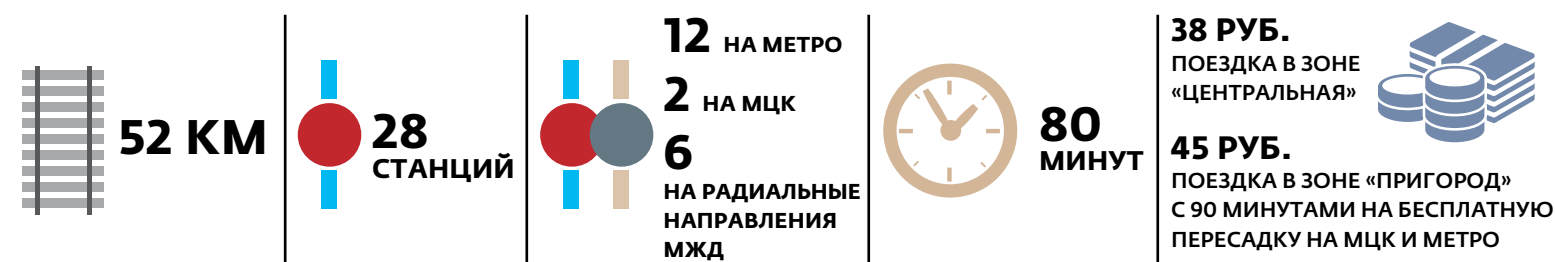 52 КМ
28
СТАНЦИЙ
12 НА МЕТРО
2 НА МЦК
6
НА РАДИАЛЬНЫЕ
НАПРАВЛЕНИЯ
МЖД
80
МИНУТ
38 РУБ.
ПОЕЗДКА В ЗОНЕ
«ЦЕНТРАЛЬНАЯ»
45 РУБ.
ПОЕЗДКА В ЗОНЕ «ПРИГОРОД»
С 90 МИНУТАМИ НА БЕСПЛАТНУЮ
ПЕРЕСАДКУ НА МЦК И МЕТРО